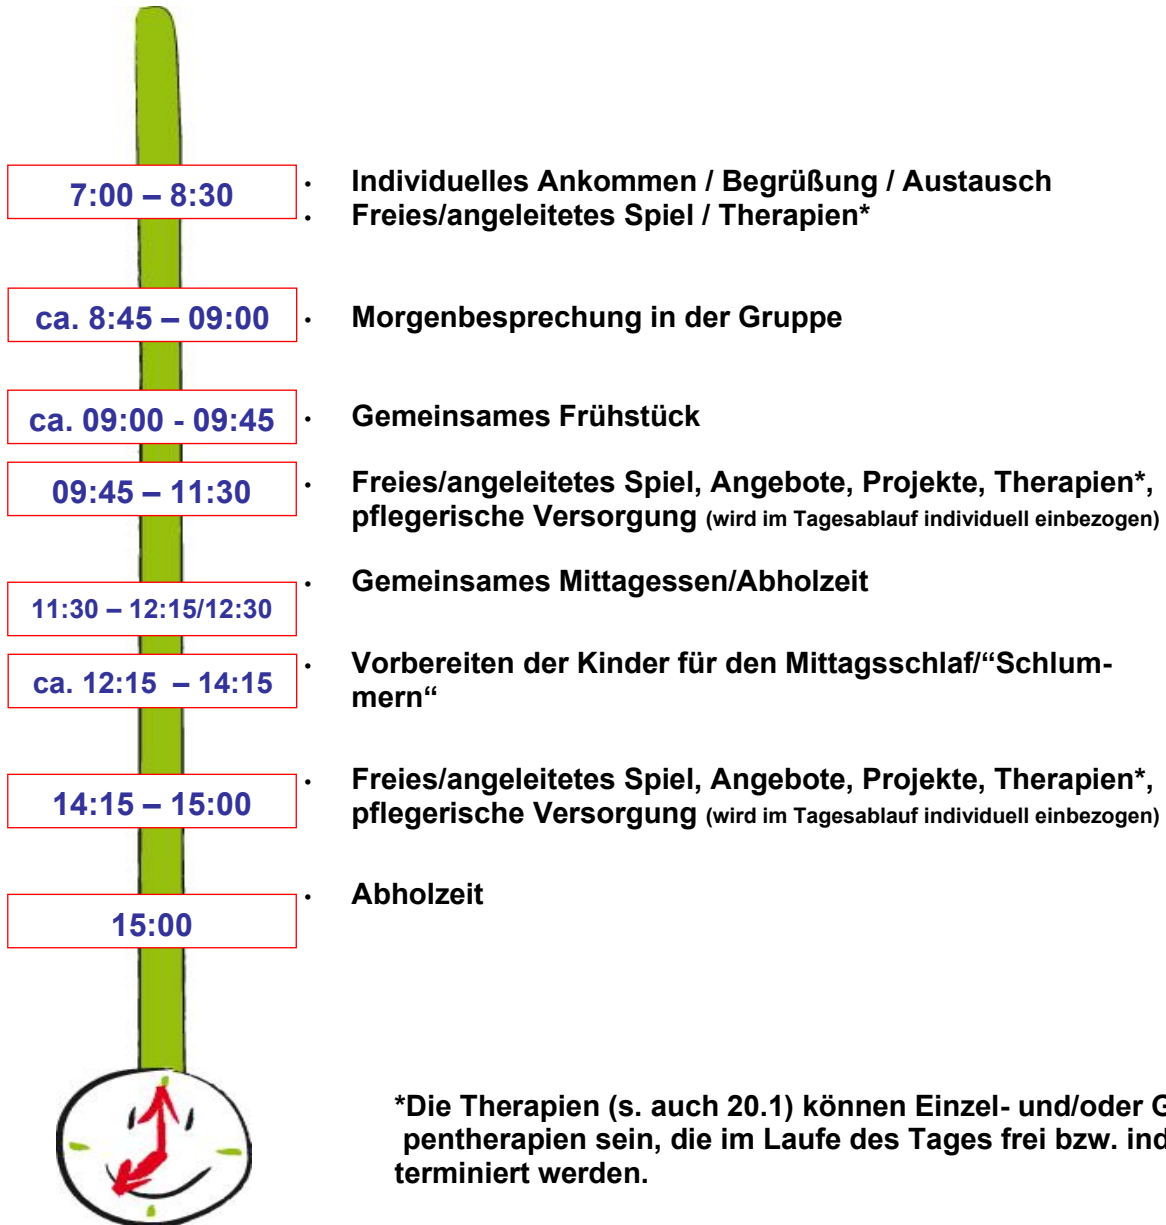 7:00 – 8:30
• Individuelles Ankommen / Begrüßung / Austausch
• Freies/angeleitetes Spiel / Therapien*
ca. 8:45 – 09:00
• Morgenbesprechung in der Gruppe
ca. 09:00 - 09:45
• Gemeinsames Frühstück
09:45 – 11:30
• Freies/angeleitetes Spiel, Angebote, Projekte, Therapien*,
pflegerische Versorgung (wird im Tagesablauf individuell einbezogen)
11:30 – 12:15/12:30
• Gemeinsames Mittagessen/Abholzeit
ca. 12:15 – 14:15
• Vorbereiten der Kinder für den Mittagsschlaf/“Schlum-
mern“
14:15 – 15:00
• Freies/angeleitetes Spiel, Angebote, Projekte, Therapien*,
pflegerische Versorgung (wird im Tagesablauf individuell einbezogen)
15:00
• Abholzeit
*Die Therapien (s. auch 20.1) können Einzel- und/oder
pentherapien sein, die im Laufe des Tages frei bzw.
terminiert werden.